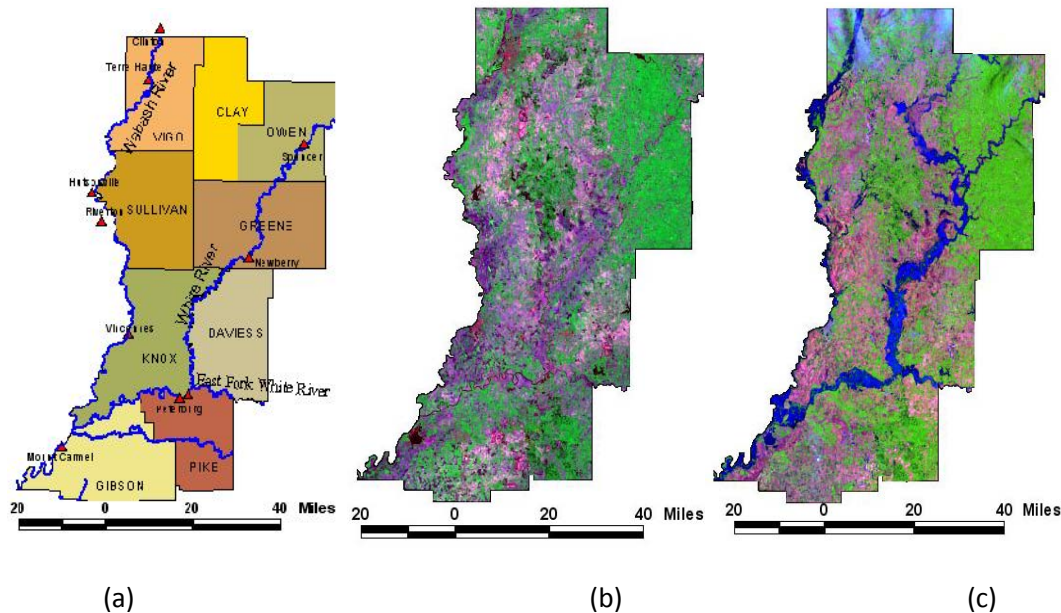 Clinton
Terre Haute
Wabash River
VIGO
CLAY
OWEN
Spencer
Hutsonville
Riverton
SULLIVAN
GREENE
Newberry
White River
Vincennes
DAVIESS
KNOX
East Fork White River
Petersburg
Mount Carmel
PIKE
GIBSON
20 0 20 40 Miles
20 0 20 40 Miles
20 0 20 40 Miles
(a) (b) (c)